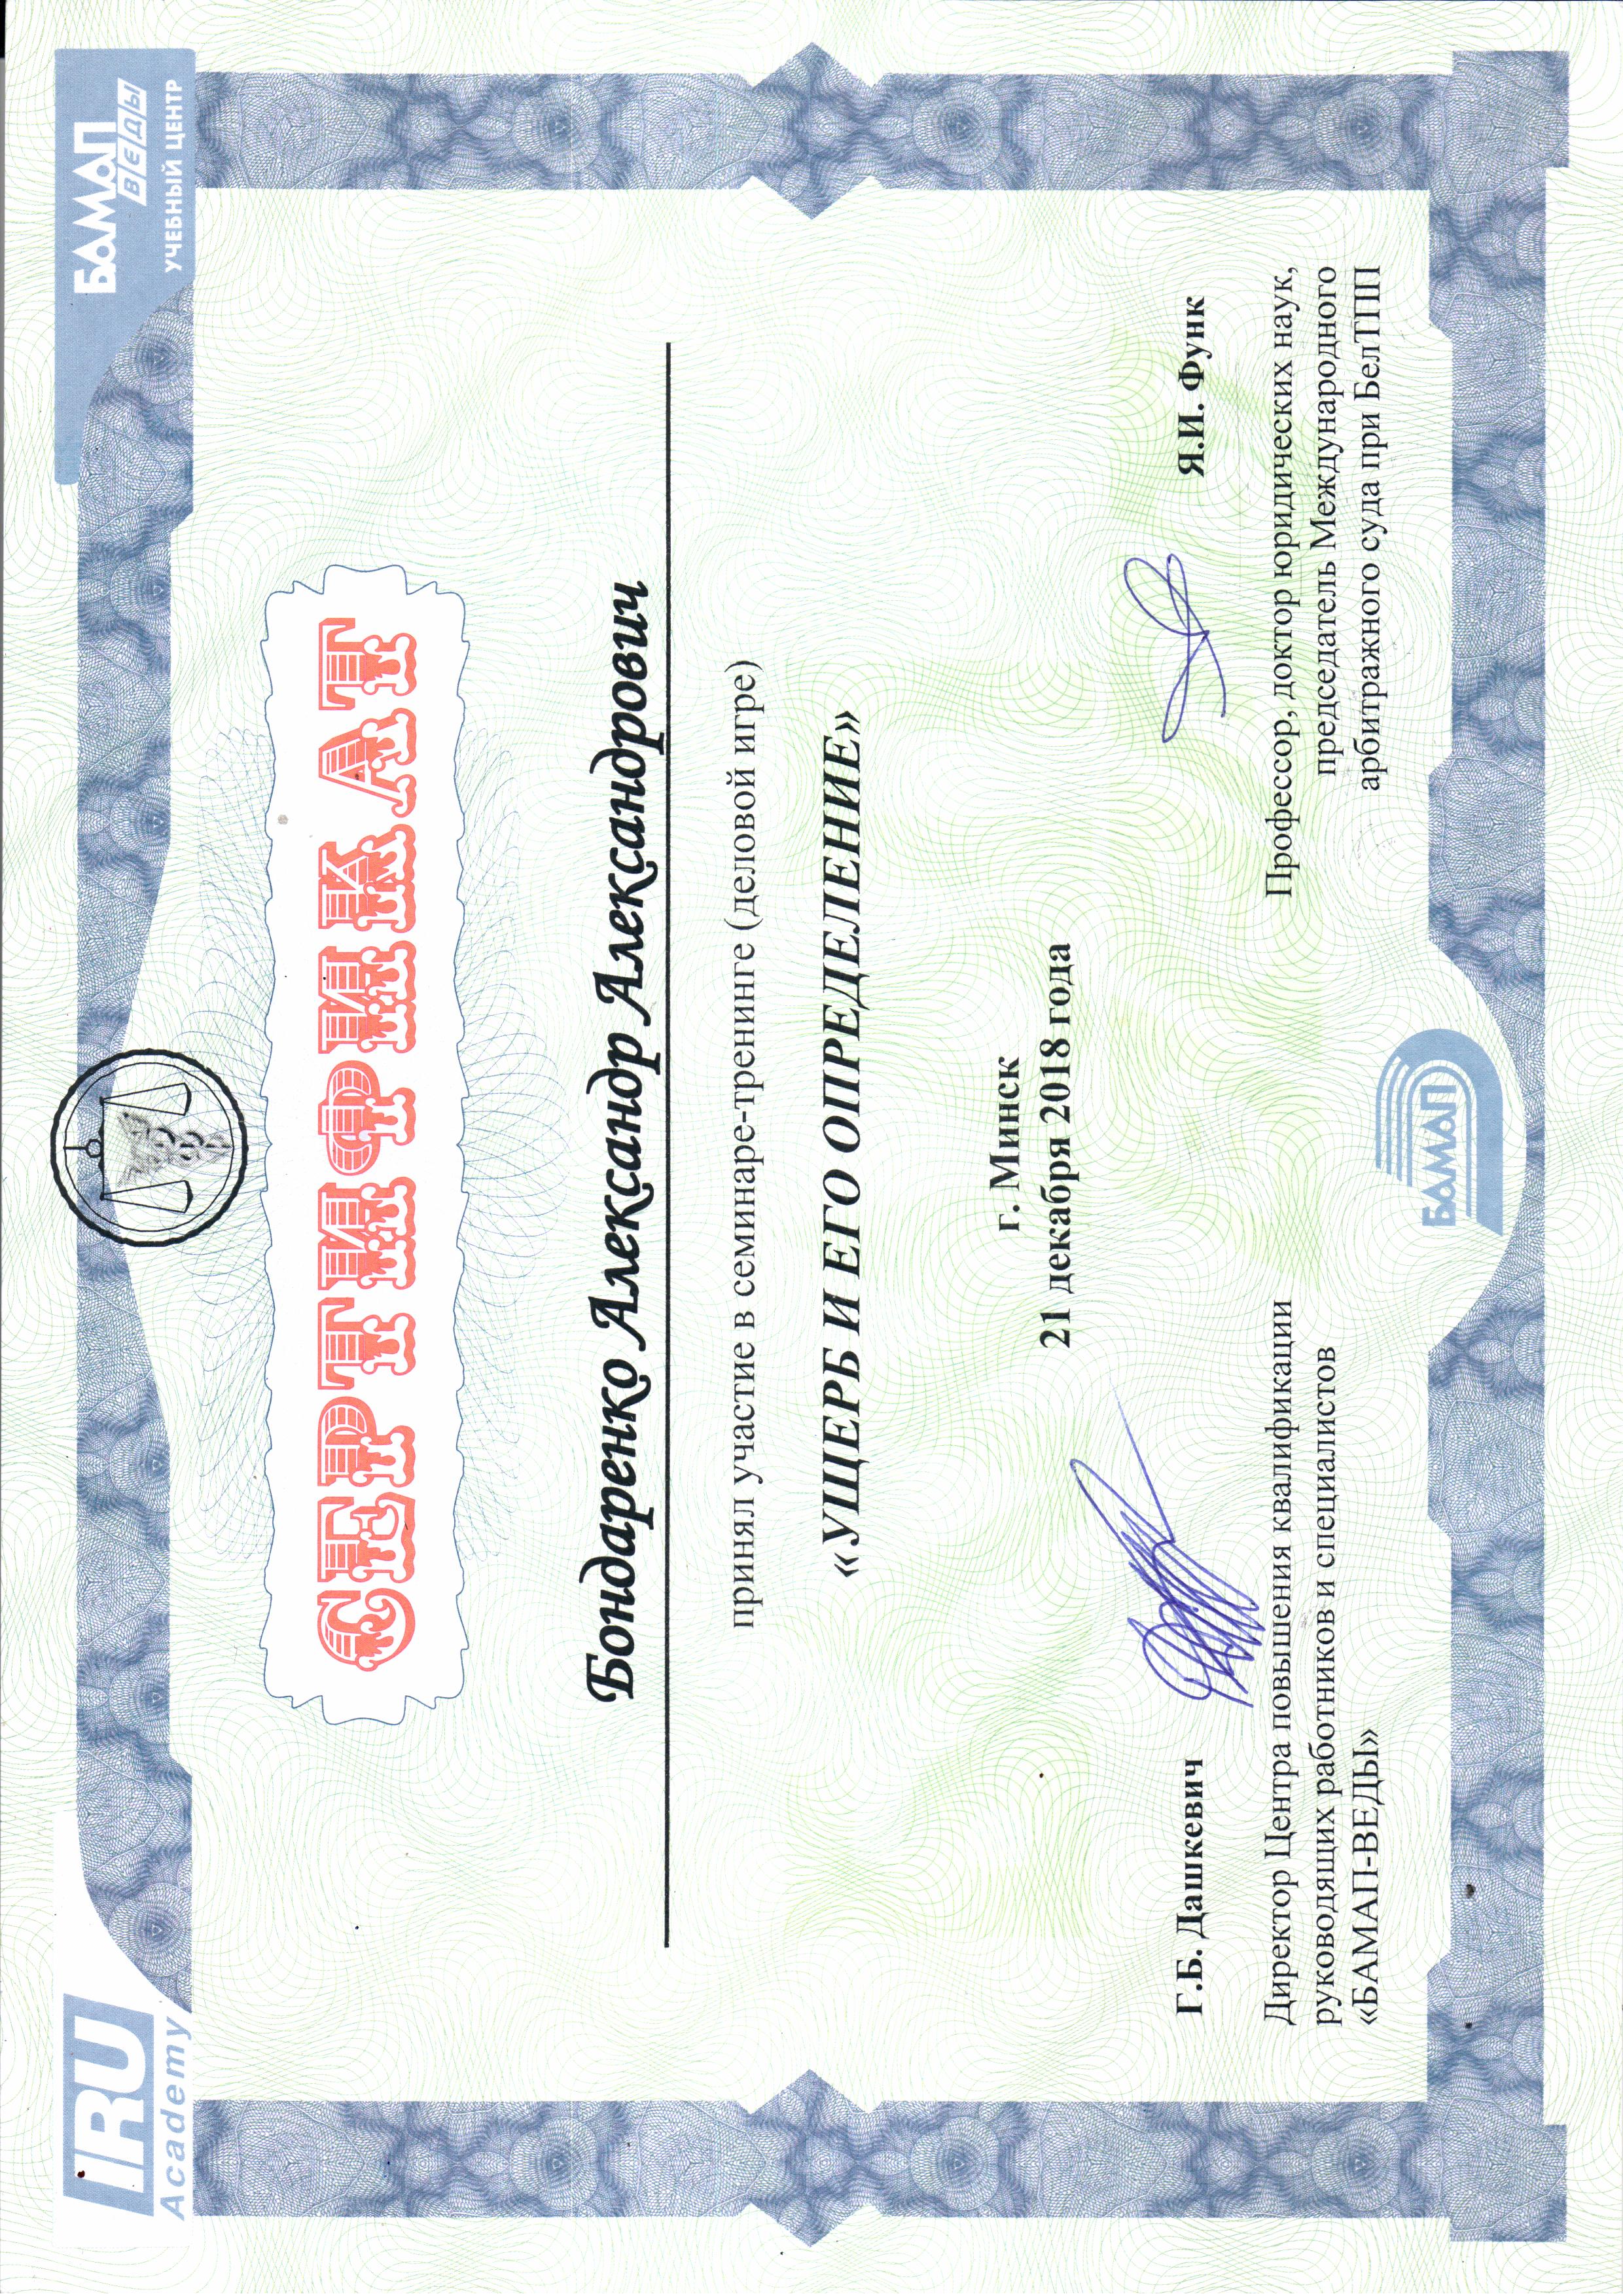 IRU
Academy
БАМАП
ВЕДЫ
УЧЕБНЫЙ ЦЕНТР
СЕРТИФИКАТ
Бондаренко Александр Александрович
принял участие в семинаре-тренинге (деловой игре)
«УЩЕРБ И ЕГО ОПРЕДЕЛЕНИЕ»
г. Минск
21 декабря 2018 года
Г.Б. Дашкевич
Директор Центра повышения квалификации
руководящих работников и специалистов
«БАМАП-ВЕДЫ»
Я.И. Функ
Профессор, доктор юридических наук,
председатель Международного
арбитражного суда при БелТПП
БАМАП